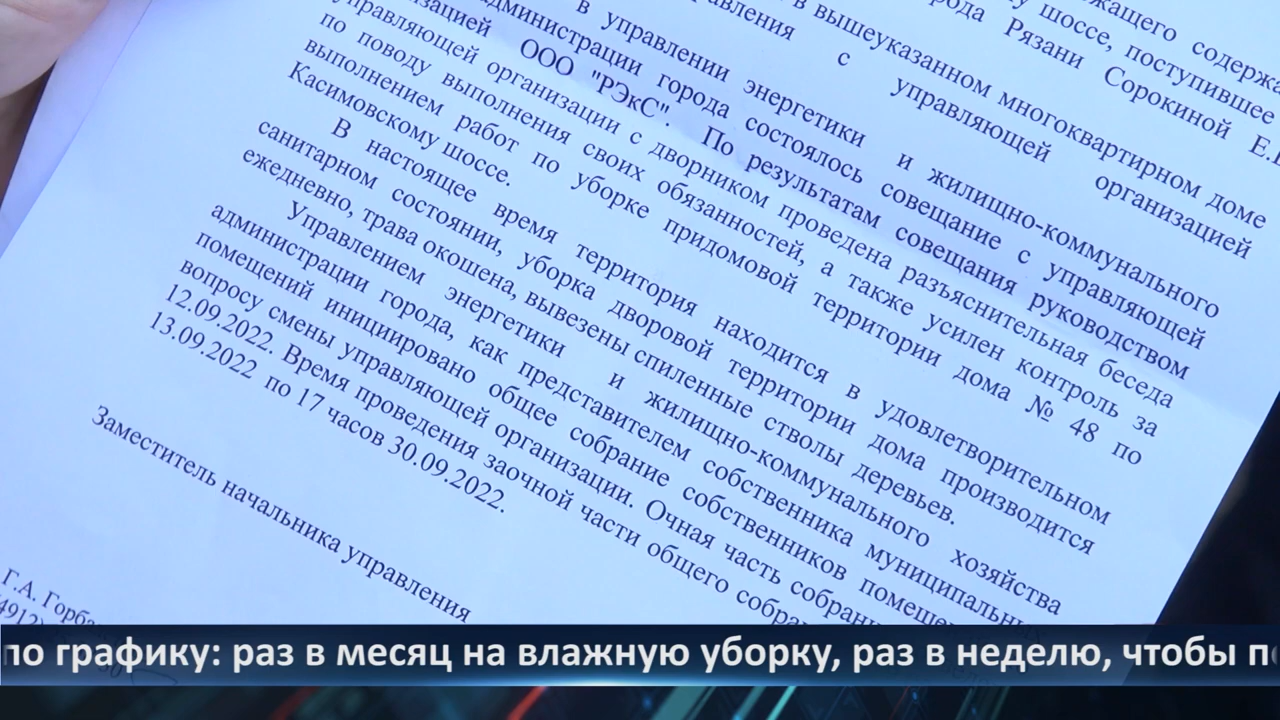 содержа
шоссе, поступившее
Рязани Сорокиной Е.
в вышеуказанном многоквартирном доме
с управляющей организацией
в управлении энергетики и жилищно-коммунального
администрации города состоялось совещание с управляющей
ООО "РЭкС". По результатам совещания руководством
управляющей организации с дворником проведена разъяснительная беседа
по поводу выполнения своих обязанностей, а также усилен контроль за
выполнением работ по уборке придомовой территории дома № 48 по
Касимовскому шоссе.
В настоящее время территория находится в удовлетворительном
санитарном состоянии, уборка дворовой территории дома производится
ежедневно, трава окошена, вывезены спиленные стволы деревьев.
Управлением энергетики и жилищно-коммунального хозяйства
администрации города, как представителем собственника муниципальных
помещений инициировано общее собрание собственников помеще
вопросу смены управляющей организации. Очная часть собрани
12.09.2022. Время проведения заочной части общего собра
13.09.2022 по 17 часов 30.09.2022.
Заместитель начальника управления
Г.А. Горба
4912)
по графику: раз в месяц на влажную уборку, раз в неделю, чтобы п